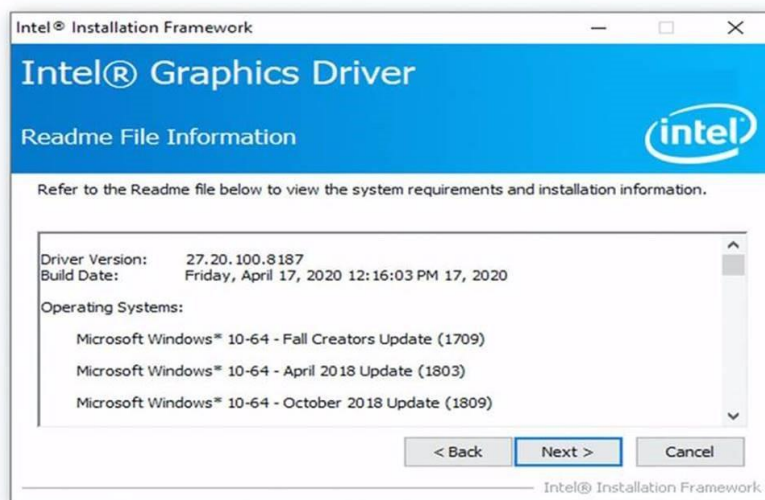 Intel® Installation Framework
Intel® Graphics Driver
Readme File Information
intel
Refer to the Readme file below to view the system requirements and installation information.
Driver Version: 27.20.100.8187
Build Date: Friday, April 17, 2020 12:16:03 PM 17, 2020
Operating Systems:
Microsoft Windows* 10-64 - Fall Creators Update (1709)
Microsoft Windows* 10-64 - April 2018 Update (1803)
Microsoft Windows* 10-64 - October 2018 Update (1809)
< Back Next > Cancel
Intel® Installation Framework